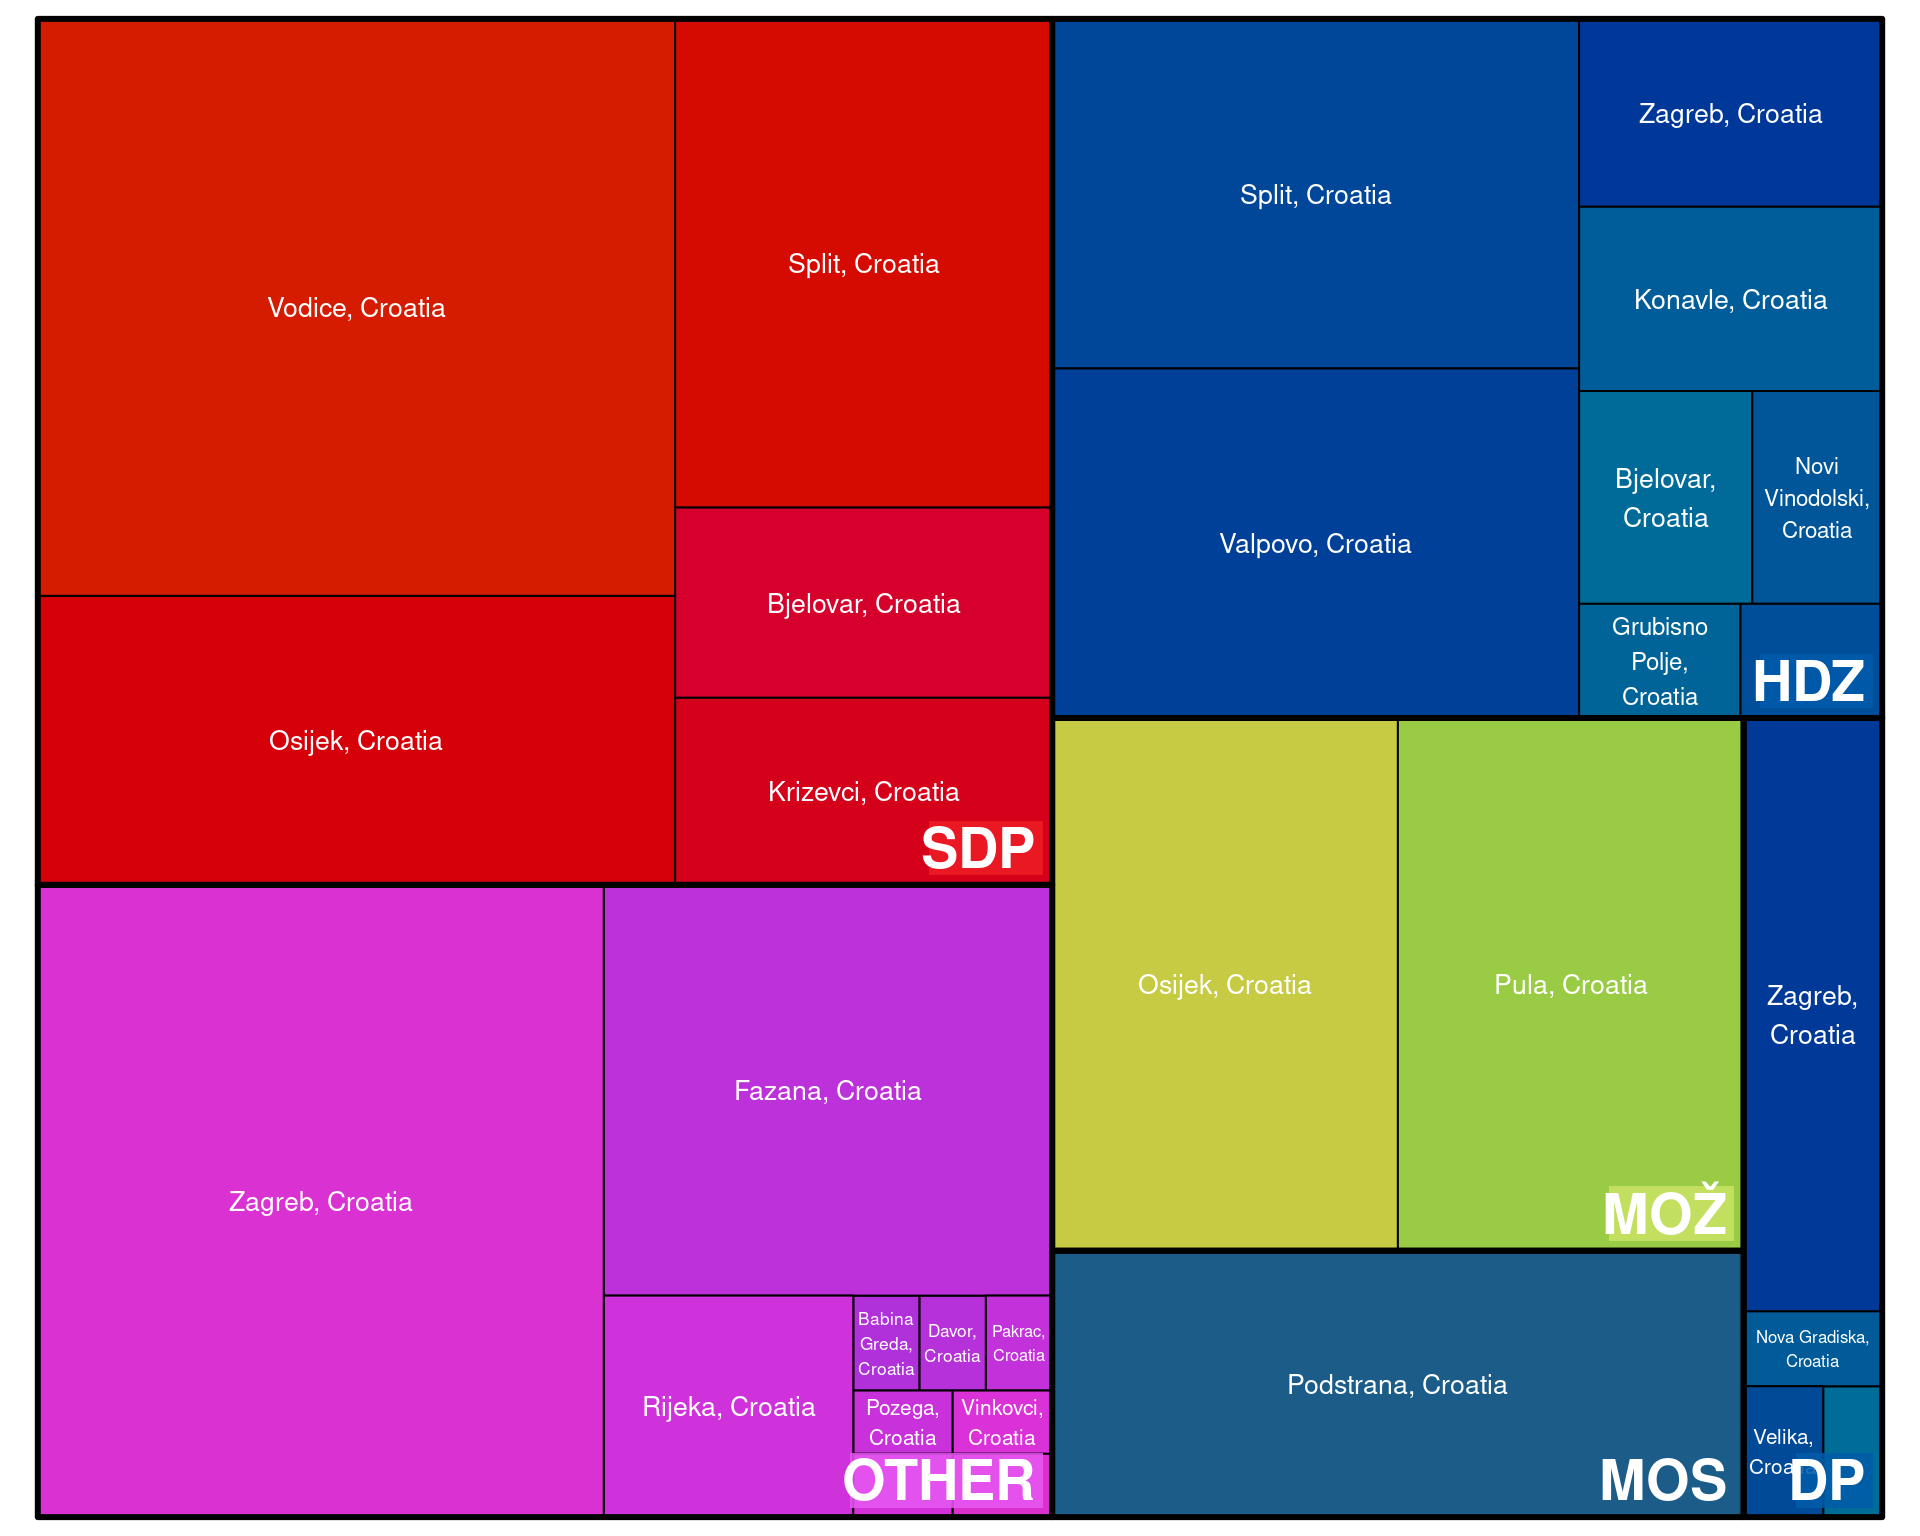 Vodice, Croatia
Split, Croatia
Bjelovar, Croatia
Osijek, Croatia
Krizevci, Croatia
SDP
Split, Croatia
Zagreb, Croatia
Konavle, Croatia
Valpovo, Croatia
Bjelovar,
Croatia
Novi
Vinodolski,
Croatia
Grubisno
Polje,
Croatia
HDZ
Zagreb, Croatia
Fazana, Croatia
Rijeka, Croatia
Babina
Greda,
Croatia
Davor,
Croatia
Pakrac,
Croatia
Pozega,
Croatia
Vinkovci,
Croatia
OTHER
Osijek, Croatia
Pula, Croatia
MOŽ
Podstrana, Croatia
MOS
Zagreb,
Croatia
Nova Gradiska,
Croatia
Velika,
Croatia
DP